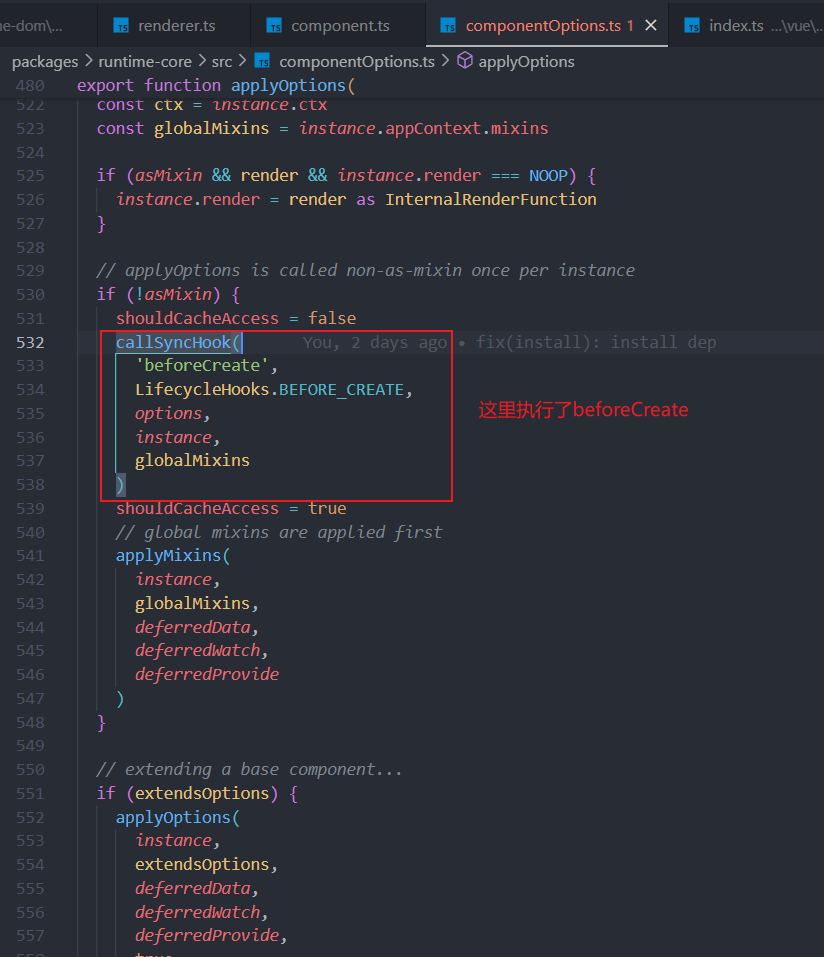 ne-dom\... TS renderer.ts TS component.ts TS componentOptions.ts 1 TS index.ts ...\vue\...
packages > runtime-core > src > TS componentOptions.ts > applyOptions
480 export function applyOptions(
522 const ctx = instance.ctx
523 const globalMixins = instance.appContext.mixins
524
525 if (asMixin && render && instance.render === NOOP) {
526 instance.render = render as InternalRenderFunction
527 }
528
529 // applyOptions is called non-as-mixin once per instance
530 if (!asMixin) {
531 shouldCacheAccess = false
532 callSyncHook( You, 2 days ago • fix(install): install dep
533 'beforeCreate',
534 LifecycleHooks.BEFORE_CREATE,
535 options,
这里执行了beforeCreate
536 instance,
537 globalMixins
538 )
539 shouldCacheAccess = true
540 // global mixins are applied first
541 applyMixins(
542 instance,
543 globalMixins,
544 deferredData,
545 deferredWatch,
546 deferredProvide
547 )
548 }
549
550 // extending a base component...
551 if (extendsOptions) {
552 applyOptions(
553 instance,
554 extendsOptions,
555 deferredData,
556 deferredWatch,
557 deferredProvide,